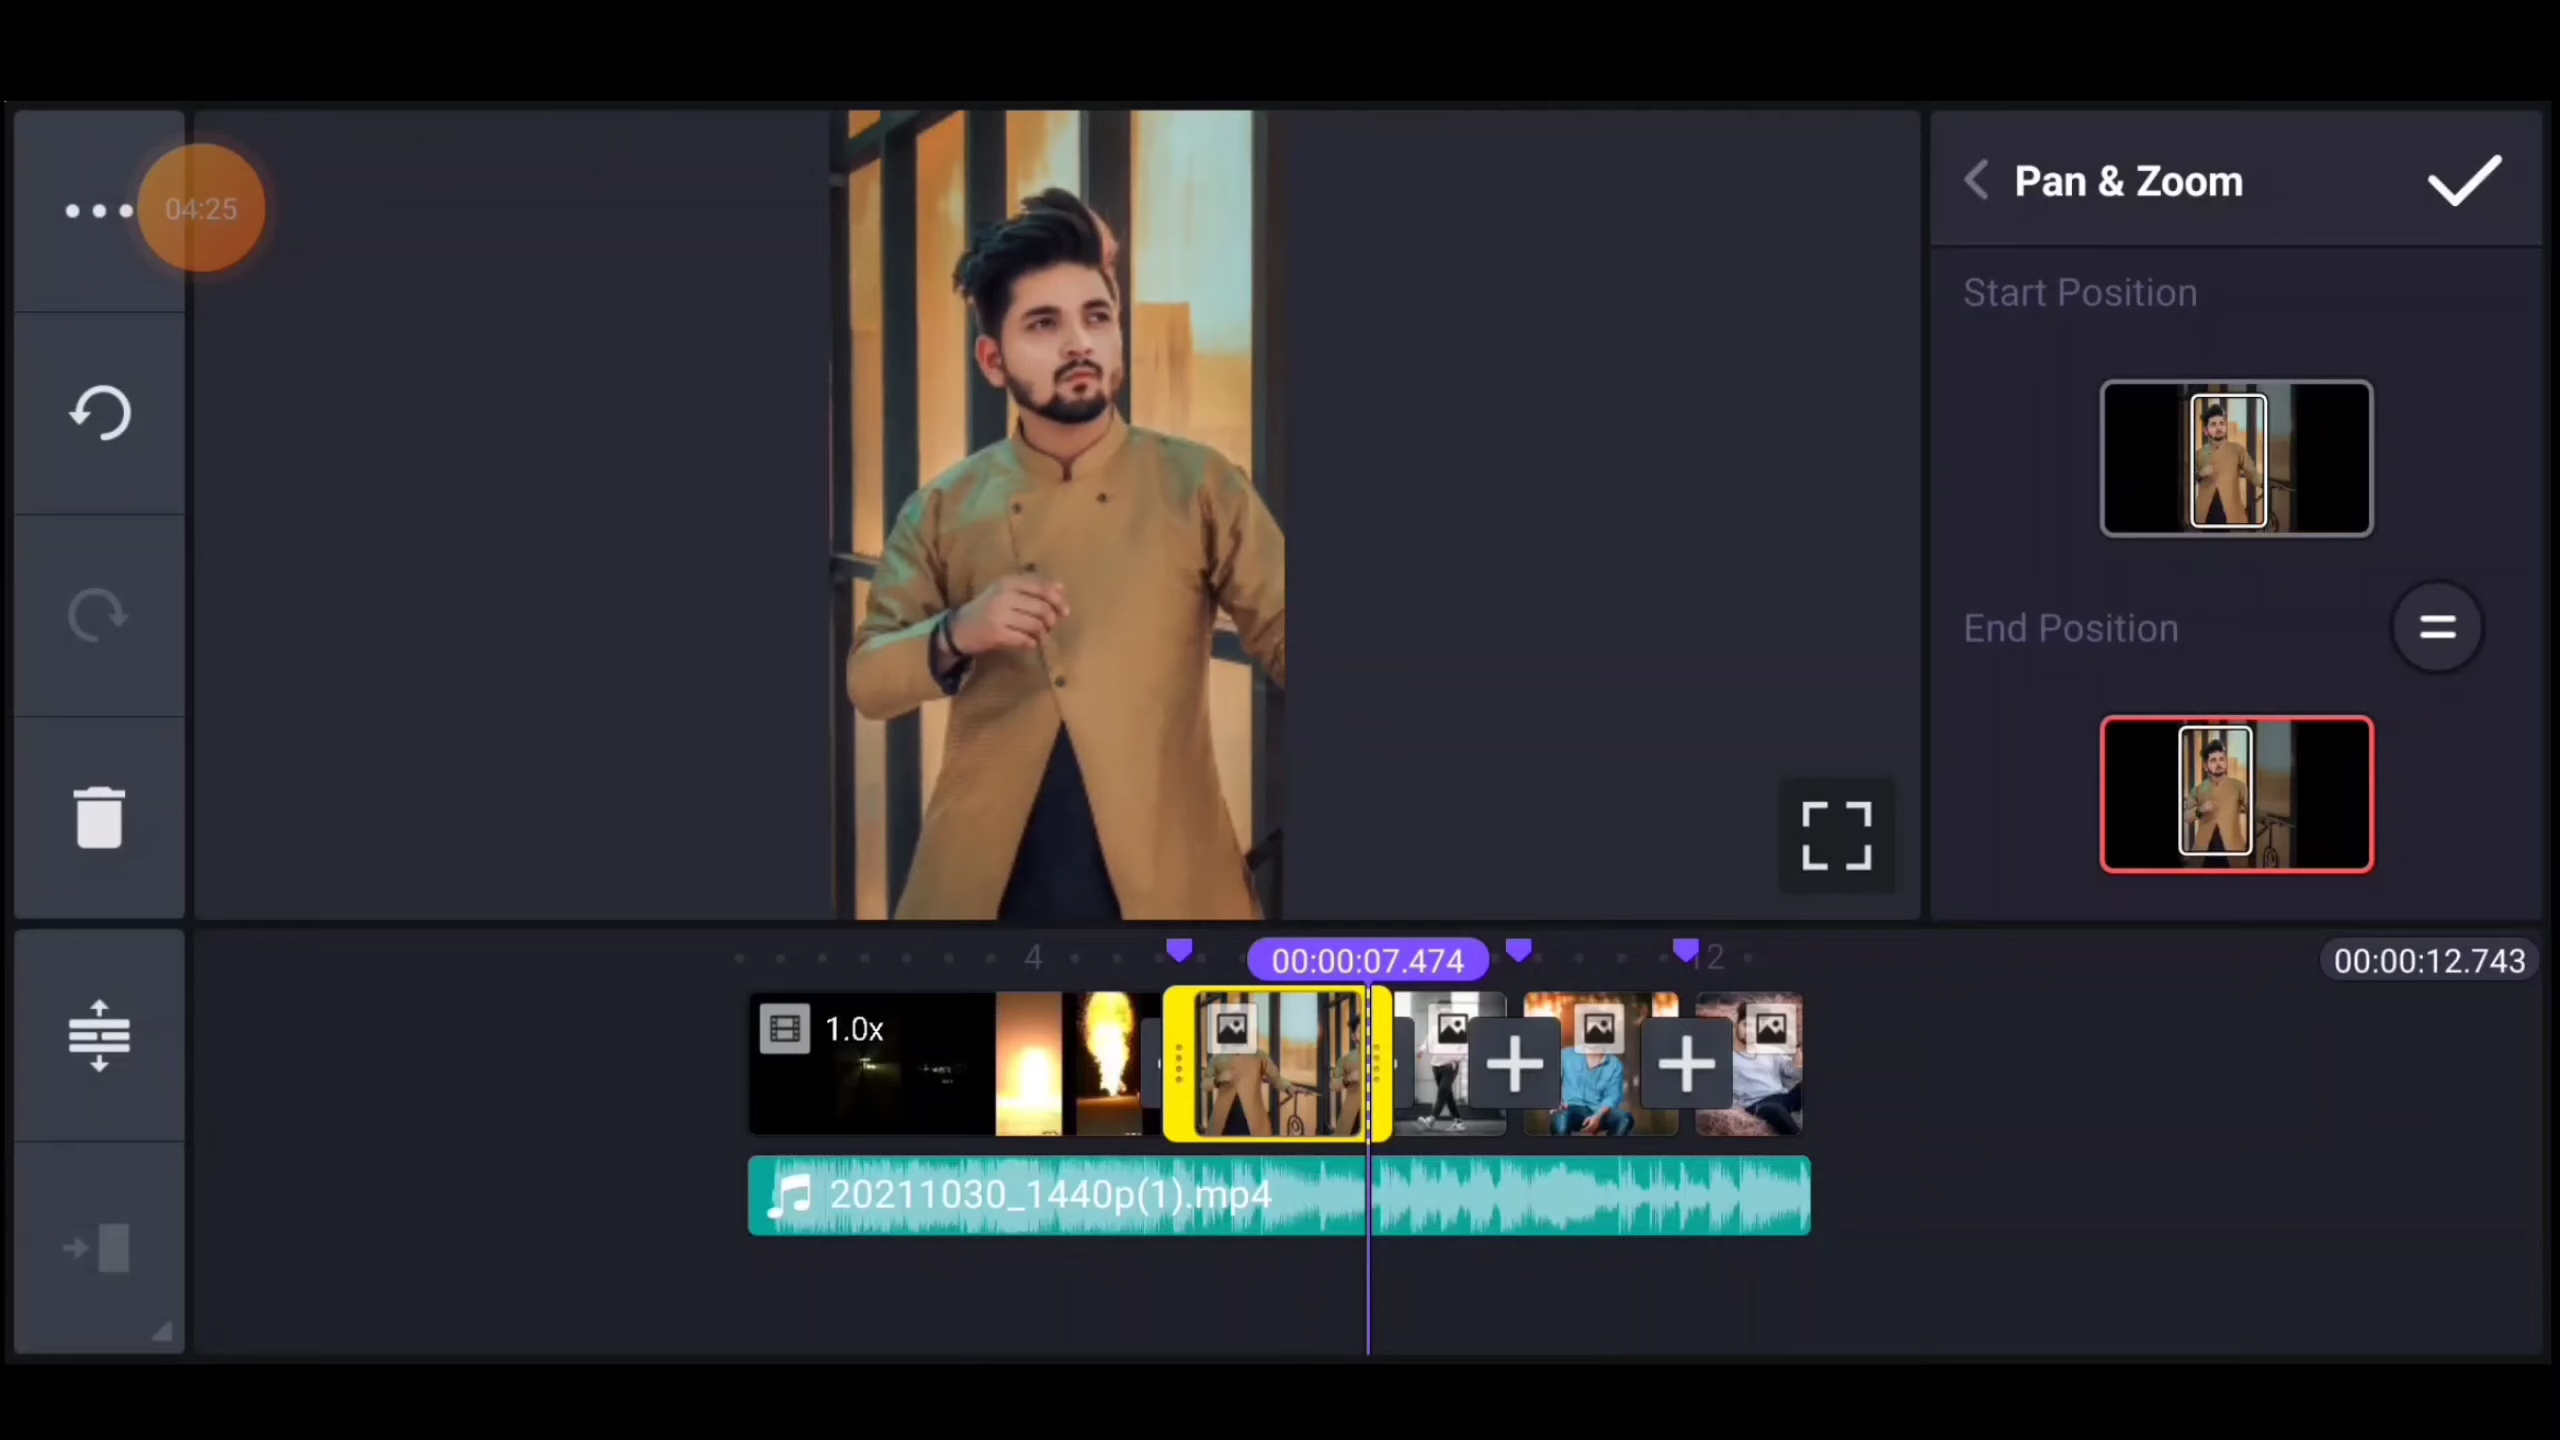 04:25
Pan & Zoom
Start Position
End Position
4
00:00:07.474
12
00:00:12.743
1.0x
20211030_1440p(1).mp4